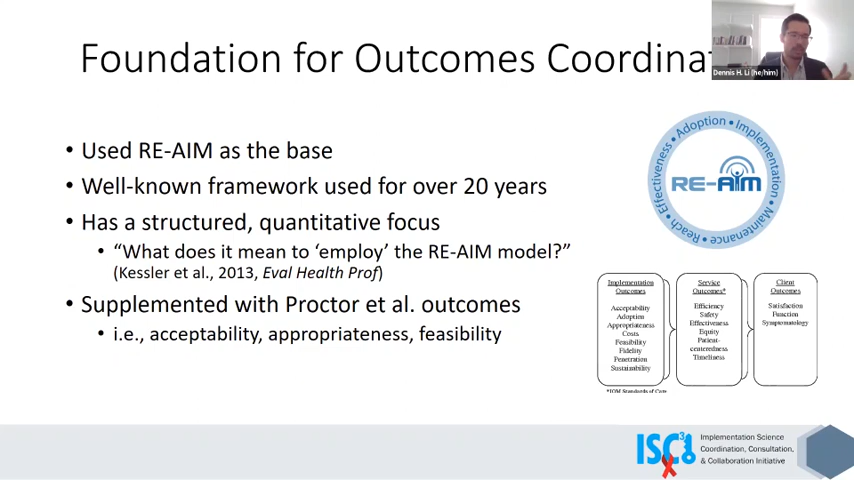 Foundation for Outcomes Coordinat
Dennis H. Li (he/him)
• Used RE-AIM as the base
• Well-known framework used for over 20 years
• Has a structured, quantitative focus
• “What does it mean to ‘employ’ the RE-AIM model?”
(Kessler et al., 2013, Eval Health Prof)
• Supplemented with Proctor et al. outcomes
• i.e., acceptability, appropriateness, feasibility
Reach • Effectiveness • Adoption • Implementation • Maintenance •
RE-AIM
Implementation
Outcomes
Acceptability
Adoption
Appropriateness
Costs
Feasibility
Fidelity
Penetration
Sustainability
*IOM Standards of Care
Service
Outcomes*
Efficiency
Safety
Effectiveness
Equity
Patient-
centeredness
Timeliness
Client
Outcomes
Satisfaction
Function
Symptomatology
ISC3I
Implementation Science
Coordination, Consultation,
& Collaboration Initiative